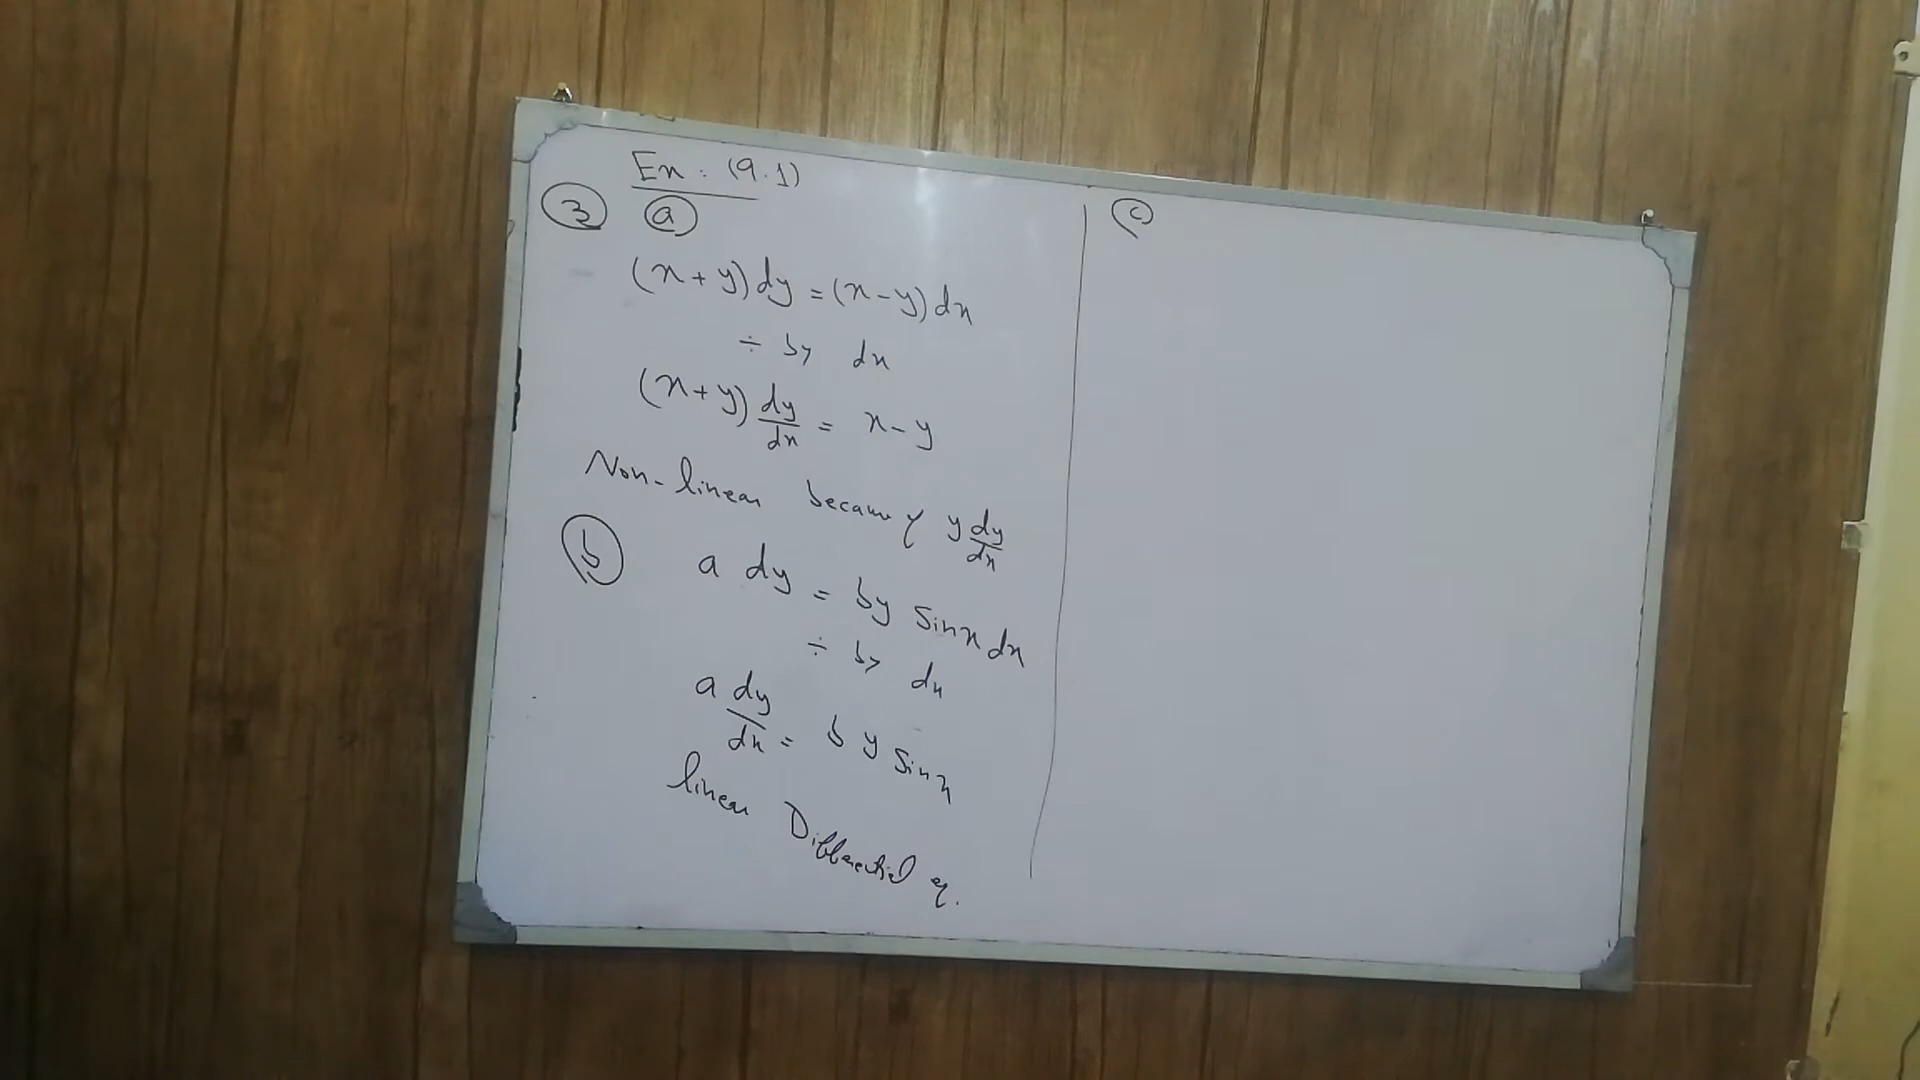 Ex : (9.1)
3 a
(x+y)dy = (x-y)dx
÷ by dx
(x+y) dy/dx = x-y
Non-linear because of y dy/dx
b a dy = by Sinx dx
÷ by dx
a dy/dx = b y Sinx
linear Differential eq.
c